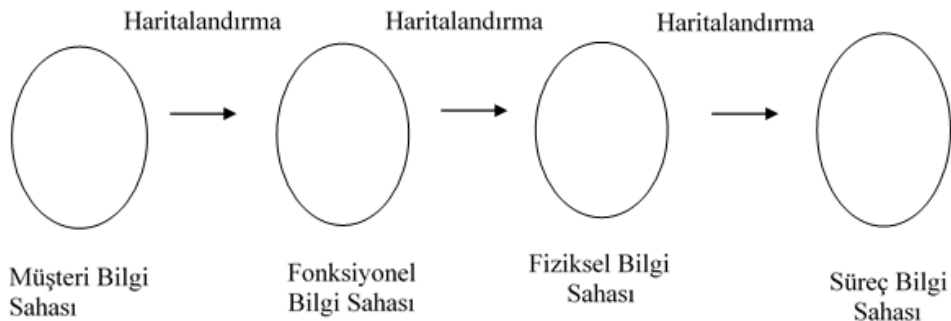 Haritalandırma
Haritalandırma
Haritalandırma
Müşteri Bilgi
Sahası
Fonksiyonel
Bilgi Sahası
Fiziksel Bilgi
Sahası
Süreç Bilgi
Sahası